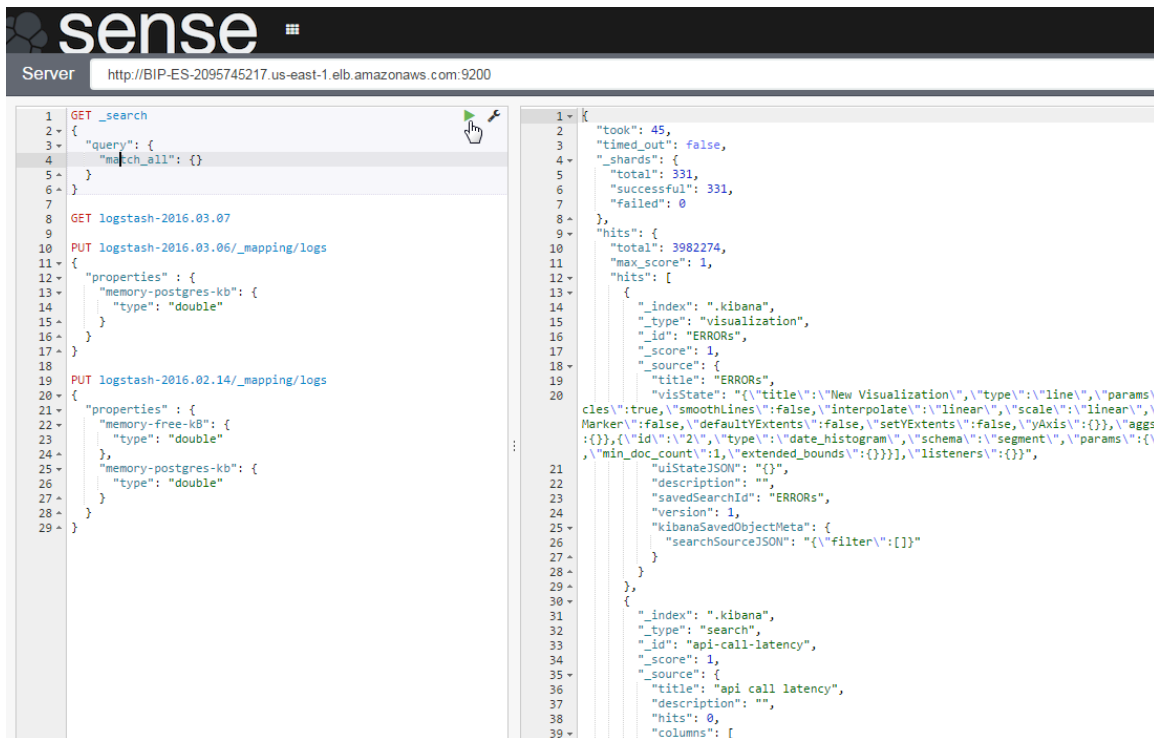 sense
Server http://BIP-ES-2095745217.us-east-1.elb.amazonaws.com:9200
1 GET _search
2 {
3 "query": {
4 "match_all": {}
5 }
6 }
7
8 GET logstash-2016.03.07
9
10 PUT logstash-2016.03.06/_mapping/logs
11 {
12 "properties" : {
13 "memory-postgres-kb": {
14 "type": "double"
15 }
16 }
17 }
18
19 PUT logstash-2016.02.14/_mapping/logs
20 {
21 "properties" : {
22 "memory-free-kB": {
23 "type": "double"
24 },
25 "memory-postgres-kb": {
26 "type": "double"
27 }
28 }
29 }
1 {
2 "took": 45,
3 "timed_out": false,
4 "_shards": {
5 "total": 331,
6 "successful": 331,
7 "failed": 0
8 },
9 "hits": {
10 "total": 3982274,
11 "max_score": 1,
12 "hits": [
13 {
14 "_index": ".kibana",
15 "_type": "visualization",
16 "_id": "ERRORs",
17 "_score": 1,
18 "_source": {
19 "title": "ERRORs",
20 "visState": "{\"title\":\"New Visualization\",\"type\":\"line\",\"params\
cles\":true,\"smoothLines\":false,\"interpolate\":\"linear\",\"scale\":\"linear\",\
Marker\":false,\"defaultYExtents\":false,\"setYExtents\":false,\"yAxis\":{}},\"aggs
:{}},{\"id\":\"2\",\"type\":\"date_histogram\",\"schema\":\"segment\",\"params\":{\
,\"min_doc_count\":1,\"extended_bounds\":{}}}],\"listeners\":{}}",
21 "uiStateJSON": "{}",
22 "description": "",
23 "savedSearchId": "ERRORs",
24 "version": 1,
25 "kibanaSavedObjectMeta": {
26 "searchSourceJSON": "{\"filter\":[]}"
27 }
28 }
29 },
30 {
31 "_index": ".kibana",
32 "_type": "search",
33 "_id": "api-call-latency",
34 "_score": 1,
35 "_source": {
36 "title": "api call latency",
37 "description": "",
38 "hits": 0,
39 "columns": [